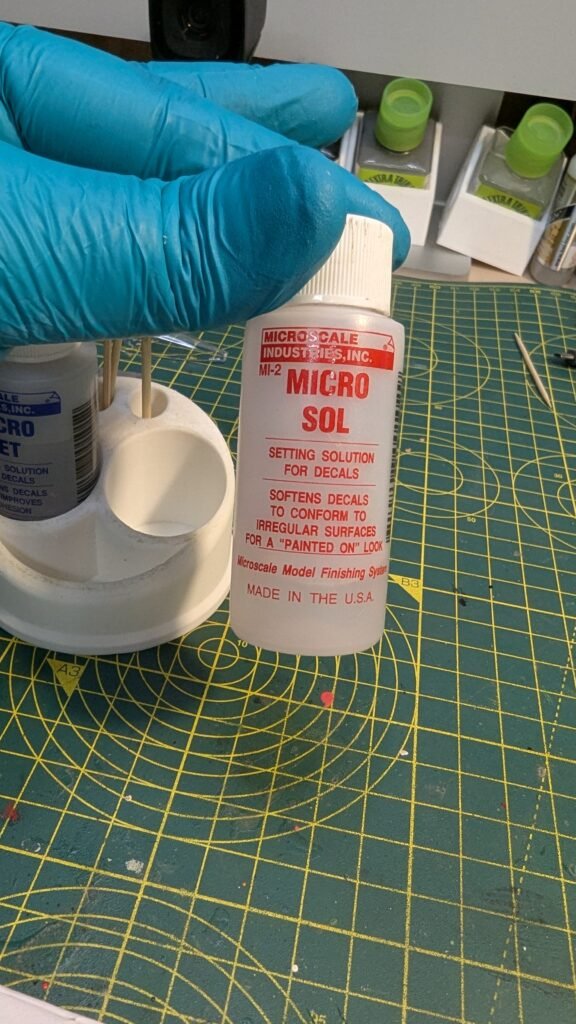 MICROSCALE
INDUSTRIES, INC.
MI-2
MICRO
SOL
SETTING SOLUTION
FOR DECALS
SOFTENS DECALS
TO CONFORM TO
IRREGULAR SURFACES
FOR A "PAINTED ON" LOOK
Microscale Model Finishing System
MADE IN THE U.S.A.
SOLUTION
DECALS
A3
B3
10